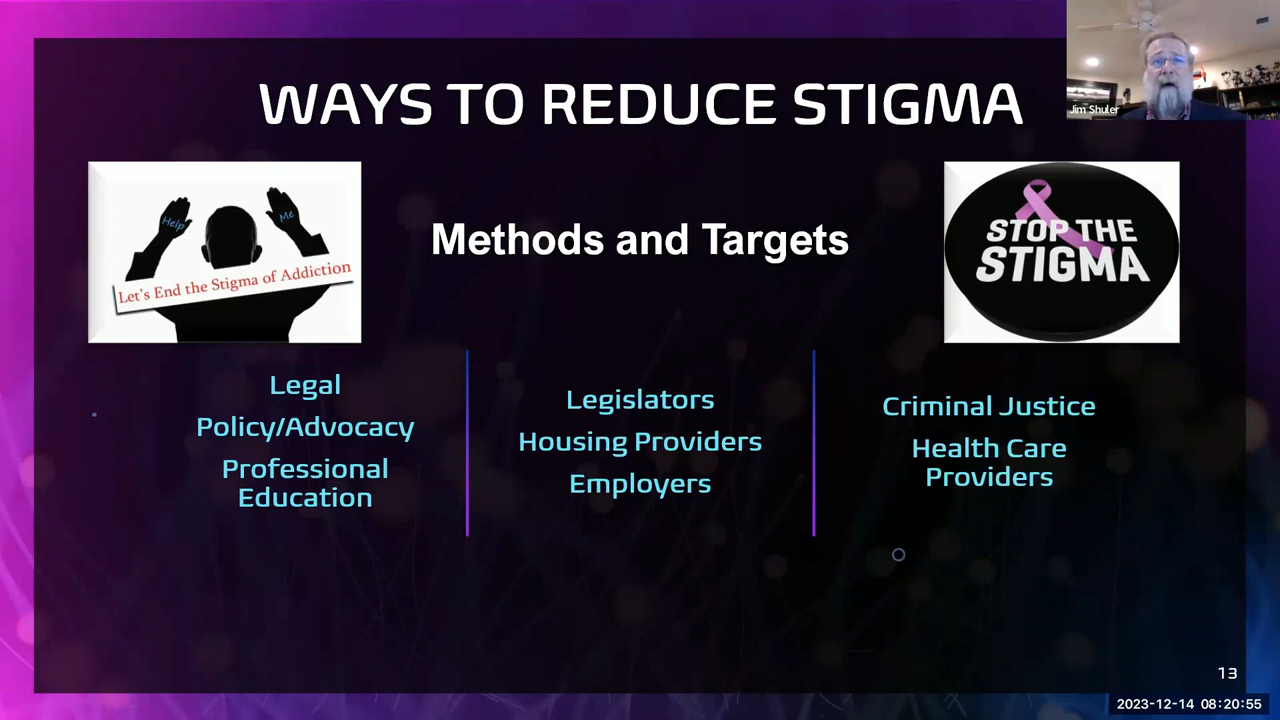 WAYS TO REDUCE STIGMA
Jim Shuler
Help
Me
Let's End the Stigma of Addiction
Methods and Targets
STOP THE
STIGMA
Legal
Policy/Advocacy
Professional
Education
Legislators
Housing Providers
Employers
Criminal Justice
Health Care
Providers
13
2023-12-14 08:20:55